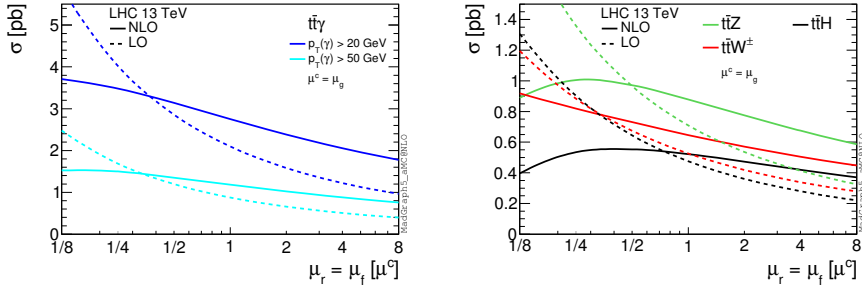 σ [pb]
LHC 13 TeV
NLO
LO
tt̄γ
p_T(γ) > 20 GeV
p_T(γ) > 50 GeV
μ^c = μ_g
5
4
3
2
1
0
1/8
1/4
1/2
1
2
4
8
μ_r = μ_f [μ^c]
MadGraph5_aMC@NLO
σ [pb]
LHC 13 TeV
NLO
LO
tt̄Z
tt̄W^±
tt̄H
μ^c = μ_g
1.4
1.2
1
0.8
0.6
0.4
0.2
0
1/8
1/4
1/2
1
2
4
8
μ_r = μ_f [μ^c]
MadGraph5_aMC@NLO